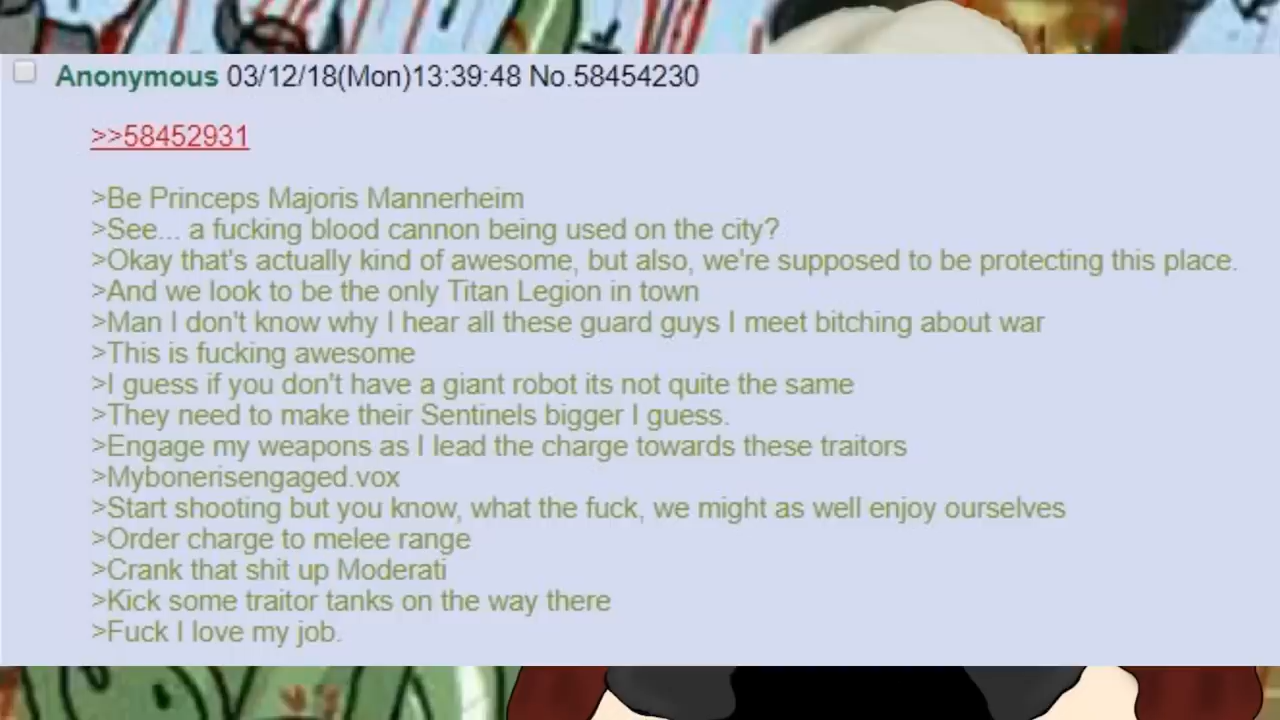 Anonymous 03/12/18(Mon)13:39:48 No.58454230
>>58452931
>Be Princeps Majoris Mannerheim
>See... a fucking blood cannon being used on the city?
>Okay that's actually kind of awesome, but also, we're supposed to be protecting this place.
>And we look to be the only Titan Legion in town
>Man I don't know why I hear all these guard guys I meet bitching about war
>This is fucking awesome
>I guess if you don't have a giant robot its not quite the same
>They need to make their Sentinels bigger I guess.
>Engage my weapons as I lead the charge towards these traitors
>Mybonerisengaged.vox
>Start shooting but you know, what the fuck, we might as well enjoy ourselves
>Order charge to melee range
>Crank that shit up Moderati
>Kick some traitor tanks on the way there
>Fuck I love my job.